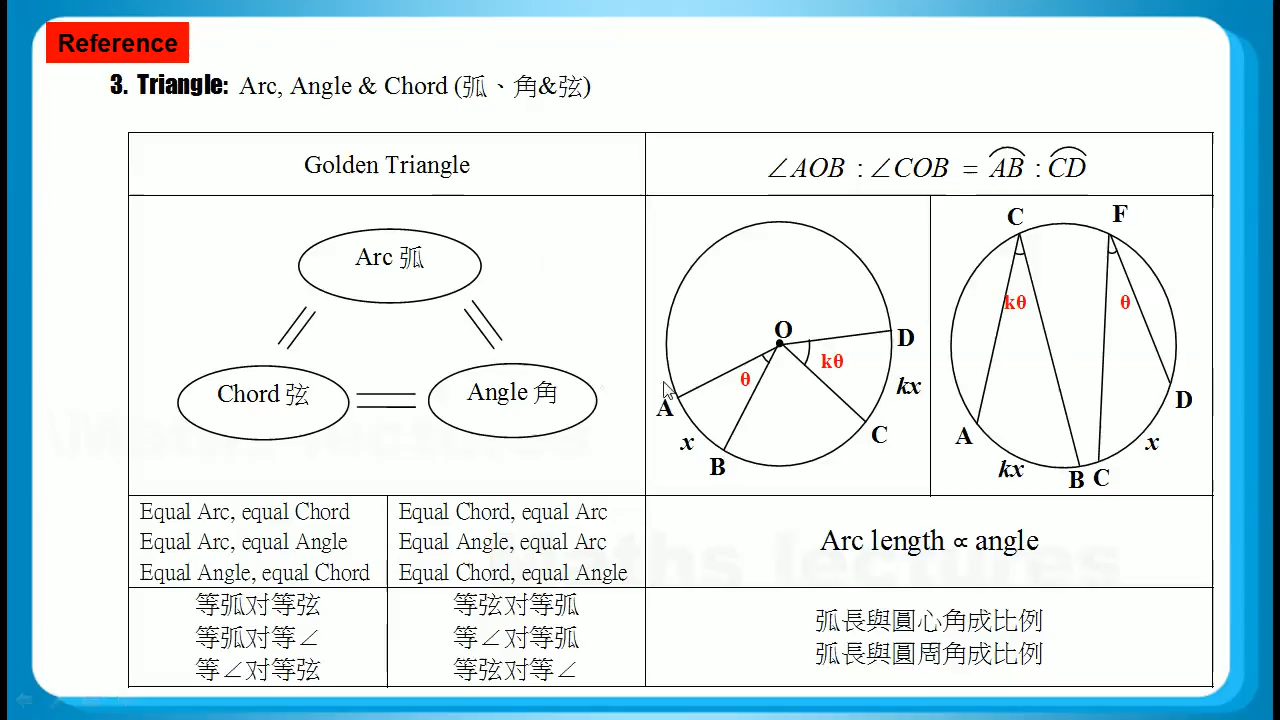 Reference
3. Triangle: Arc, Angle & Chord (弧、角&弦)
Golden Triangle
∠AOB : ∠COB = AB : CD
Arc 弧
Chord 弦
Angle 角
O
D
θ
kθ
kx
A
x
B
C
C
F
kθ
θ
D
A
x
kx
B
C
Equal Arc, equal Chord
Equal Arc, equal Angle
Equal Angle, equal Chord
Equal Chord, equal Arc
Equal Angle, equal Arc
Equal Chord, equal Angle
Arc length ∝ angle
等弧对等弦
等弧对等∠
等∠对等弦
等弦对等弧
等∠对等弧
等弦对等∠
弧長與圓心角成比例
弧長與圓周角成比例